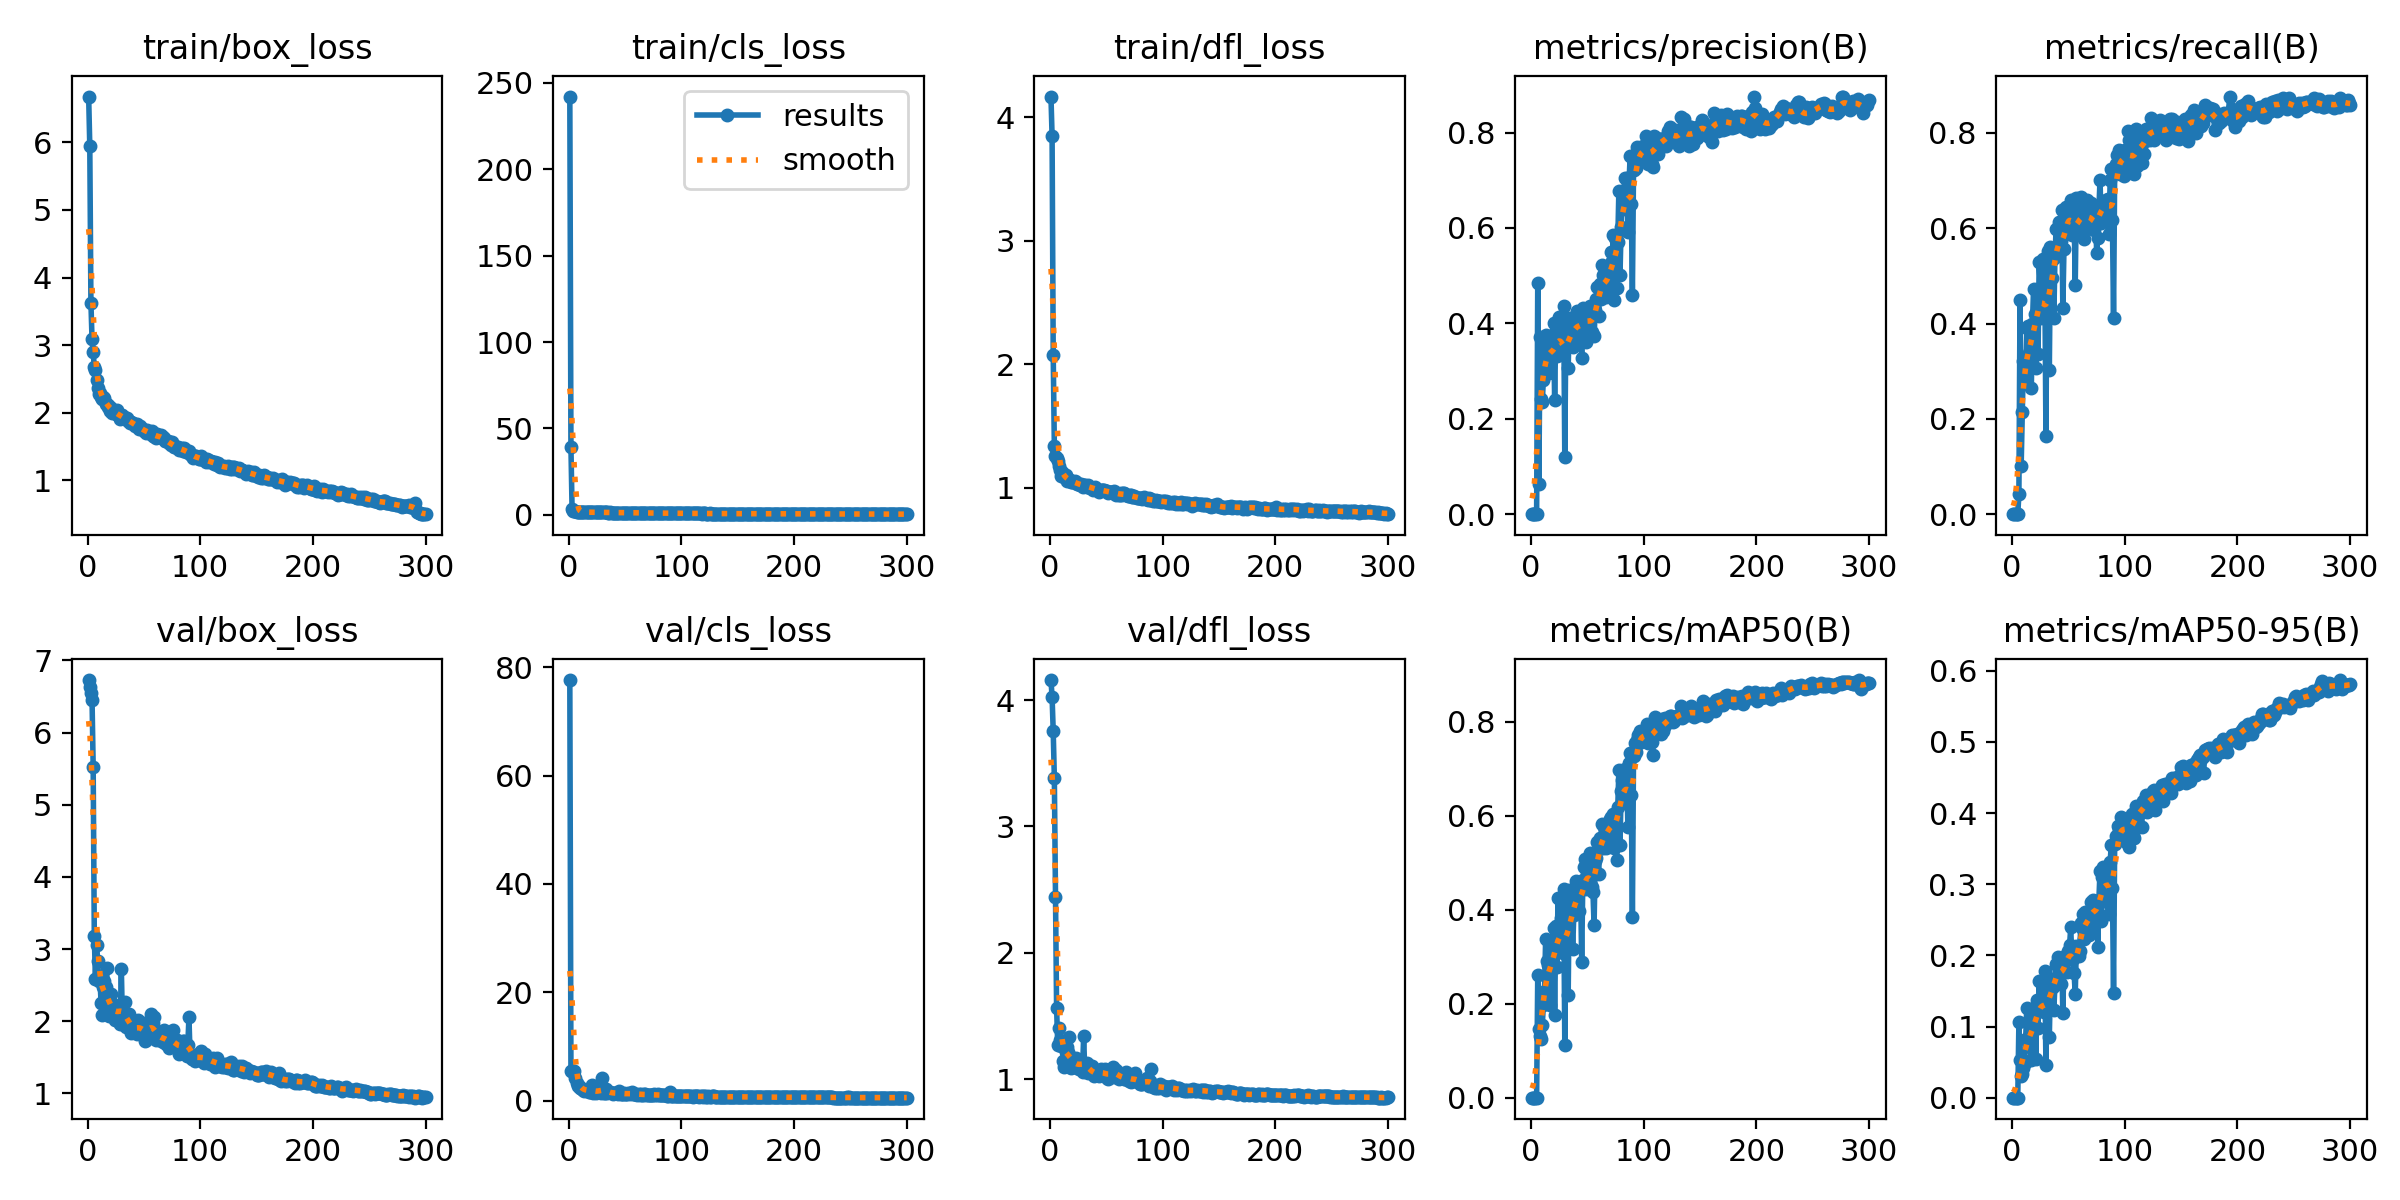 train/box_loss
6
5
4
3
2
1
0 100 200 300
train/cls_loss
250
200
150
100
50
0
results
smooth
0 100 200 300
train/dfl_loss
4
3
2
1
0 100 200 300
metrics/precision(B)
0.8
0.6
0.4
0.2
0.0
0 100 200 300
metrics/recall(B)
0.8
0.6
0.4
0.2
0.0
0 100 200 300
val/box_loss
7
6
5
4
3
2
1
0 100 200 300
val/cls_loss
80
60
40
20
0
0 100 200 300
val/dfl_loss
4
3
2
1
0 100 200 300
metrics/mAP50(B)
0.8
0.6
0.4
0.2
0.0
0 100 200 300
metrics/mAP50-95(B)
0.6
0.5
0.4
0.3
0.2
0.1
0.0
0 100 200 300